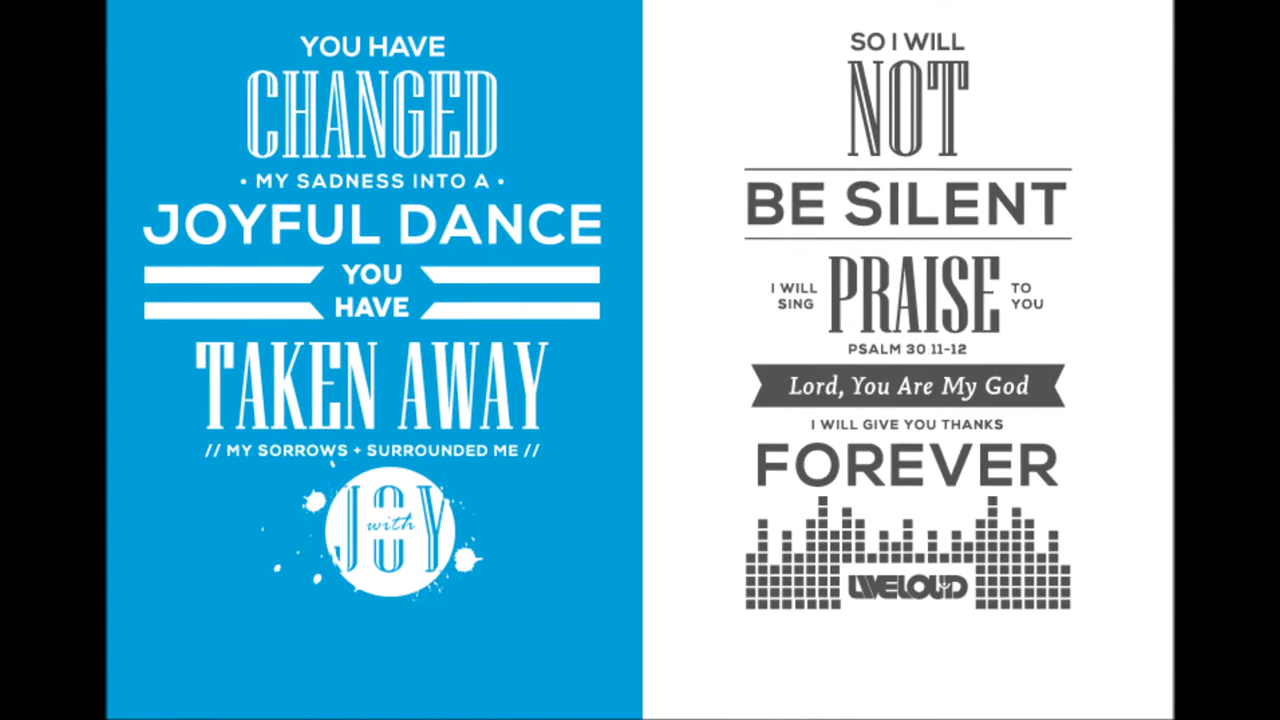 YOU HAVE
CHANGED
• MY SADNESS INTO A •
JOYFUL DANCE
YOU
HAVE
TAKEN AWAY
// MY SORROWS + SURROUNDED ME //
with
JOY
SO I WILL
NOT
BE SILENT
I WILL
SING
PRAISE
TO
YOU
PSALM 30 11-12
Lord, You Are My God
I WILL GIVE YOU THANKS
FOREVER
LIVELOUD